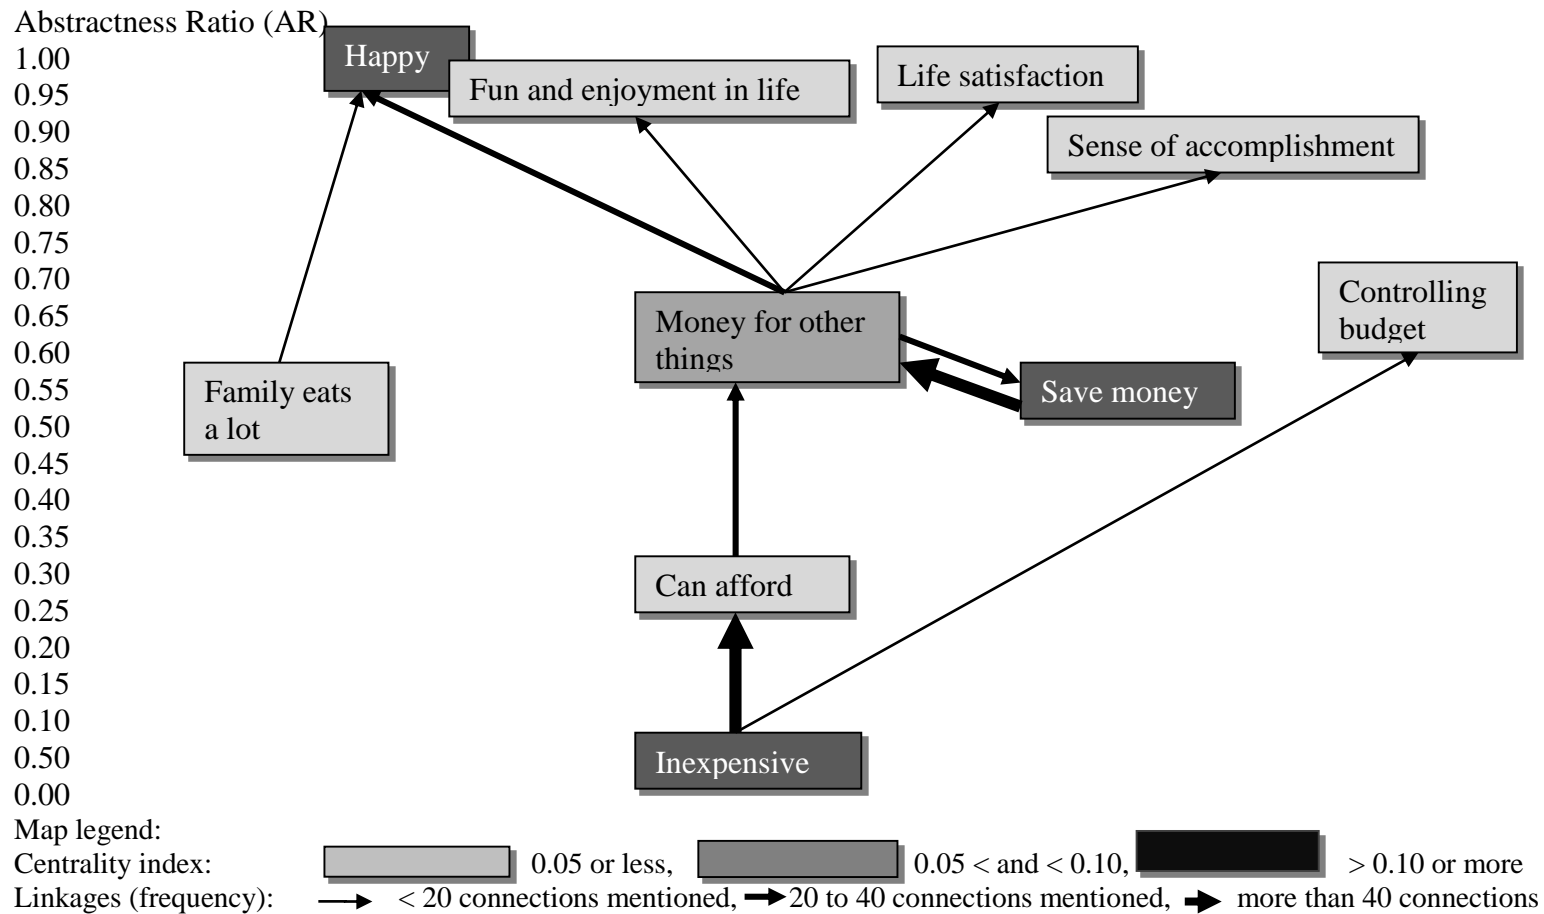 Abstractness Ratio (AR)
1.00
0.95
0.90
0.85
0.80
0.75
0.70
0.65
0.60
0.55
0.50
0.45
0.40
0.35
0.30
0.25
0.20
0.15
0.10
0.50
0.00
Happy
Fun and enjoyment in life
Life satisfaction
Sense of accomplishment
Money for other
things
Controlling
budget
Family eats
a lot
Save money
Can afford
Inexpensive
Map legend:
Centrality index: 0.05 or less, 0.05 < and < 0.10, > 0.10 or more
Linkages (frequency): < 20 connections mentioned, 20 to 40 connections mentioned, more than 40 connections